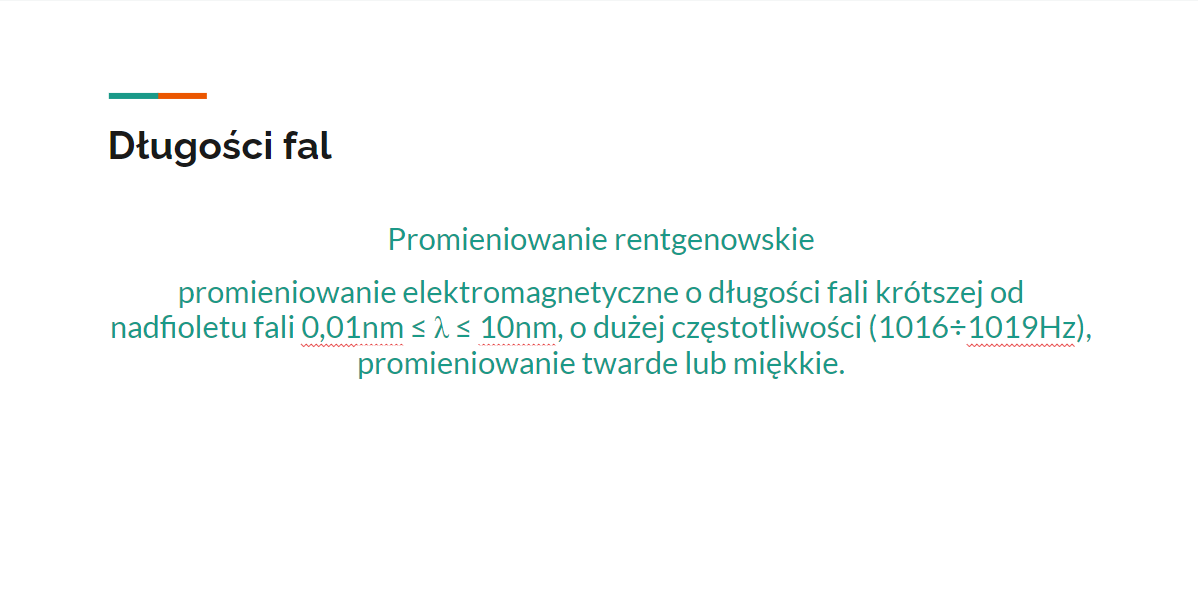 Długości fal
Promieniowanie rentgenowskie
promieniowanie elektromagnetyczne o długości fali krótszej od
nadfioletu fali 0,01nm ≤ λ ≤ 10nm, o dużej częstotliwości (1016÷1019Hz),
promieniowanie twarde lub miękkie.